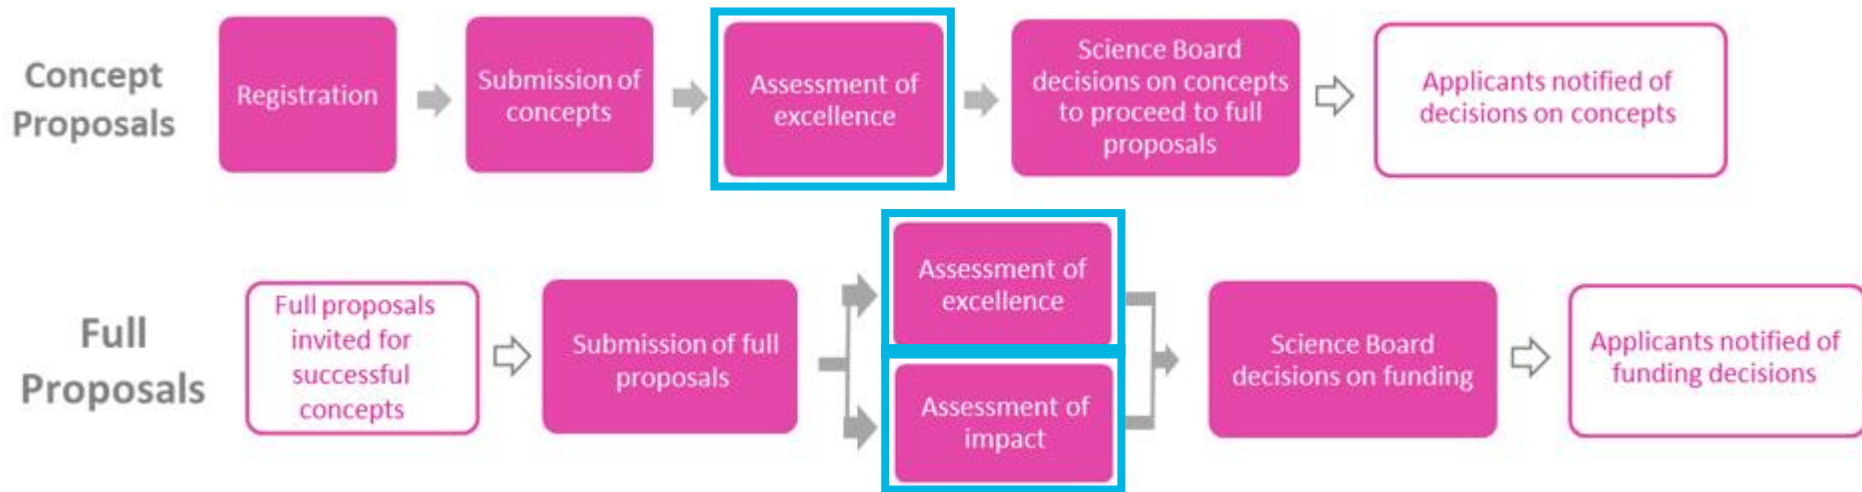 Concept
Proposals
Registration
Submission of
concepts
Assessment of
excellence
Science Board
decisions on concepts
to proceed to full
proposals
Applicants notified of
decisions on concepts
Full
Proposals
Full proposals
invited for
successful
concepts
Submission of full
proposals
Assessment of
excellence
Assessment of
impact
Science Board
decisions on funding
Applicants notified of
funding decisions